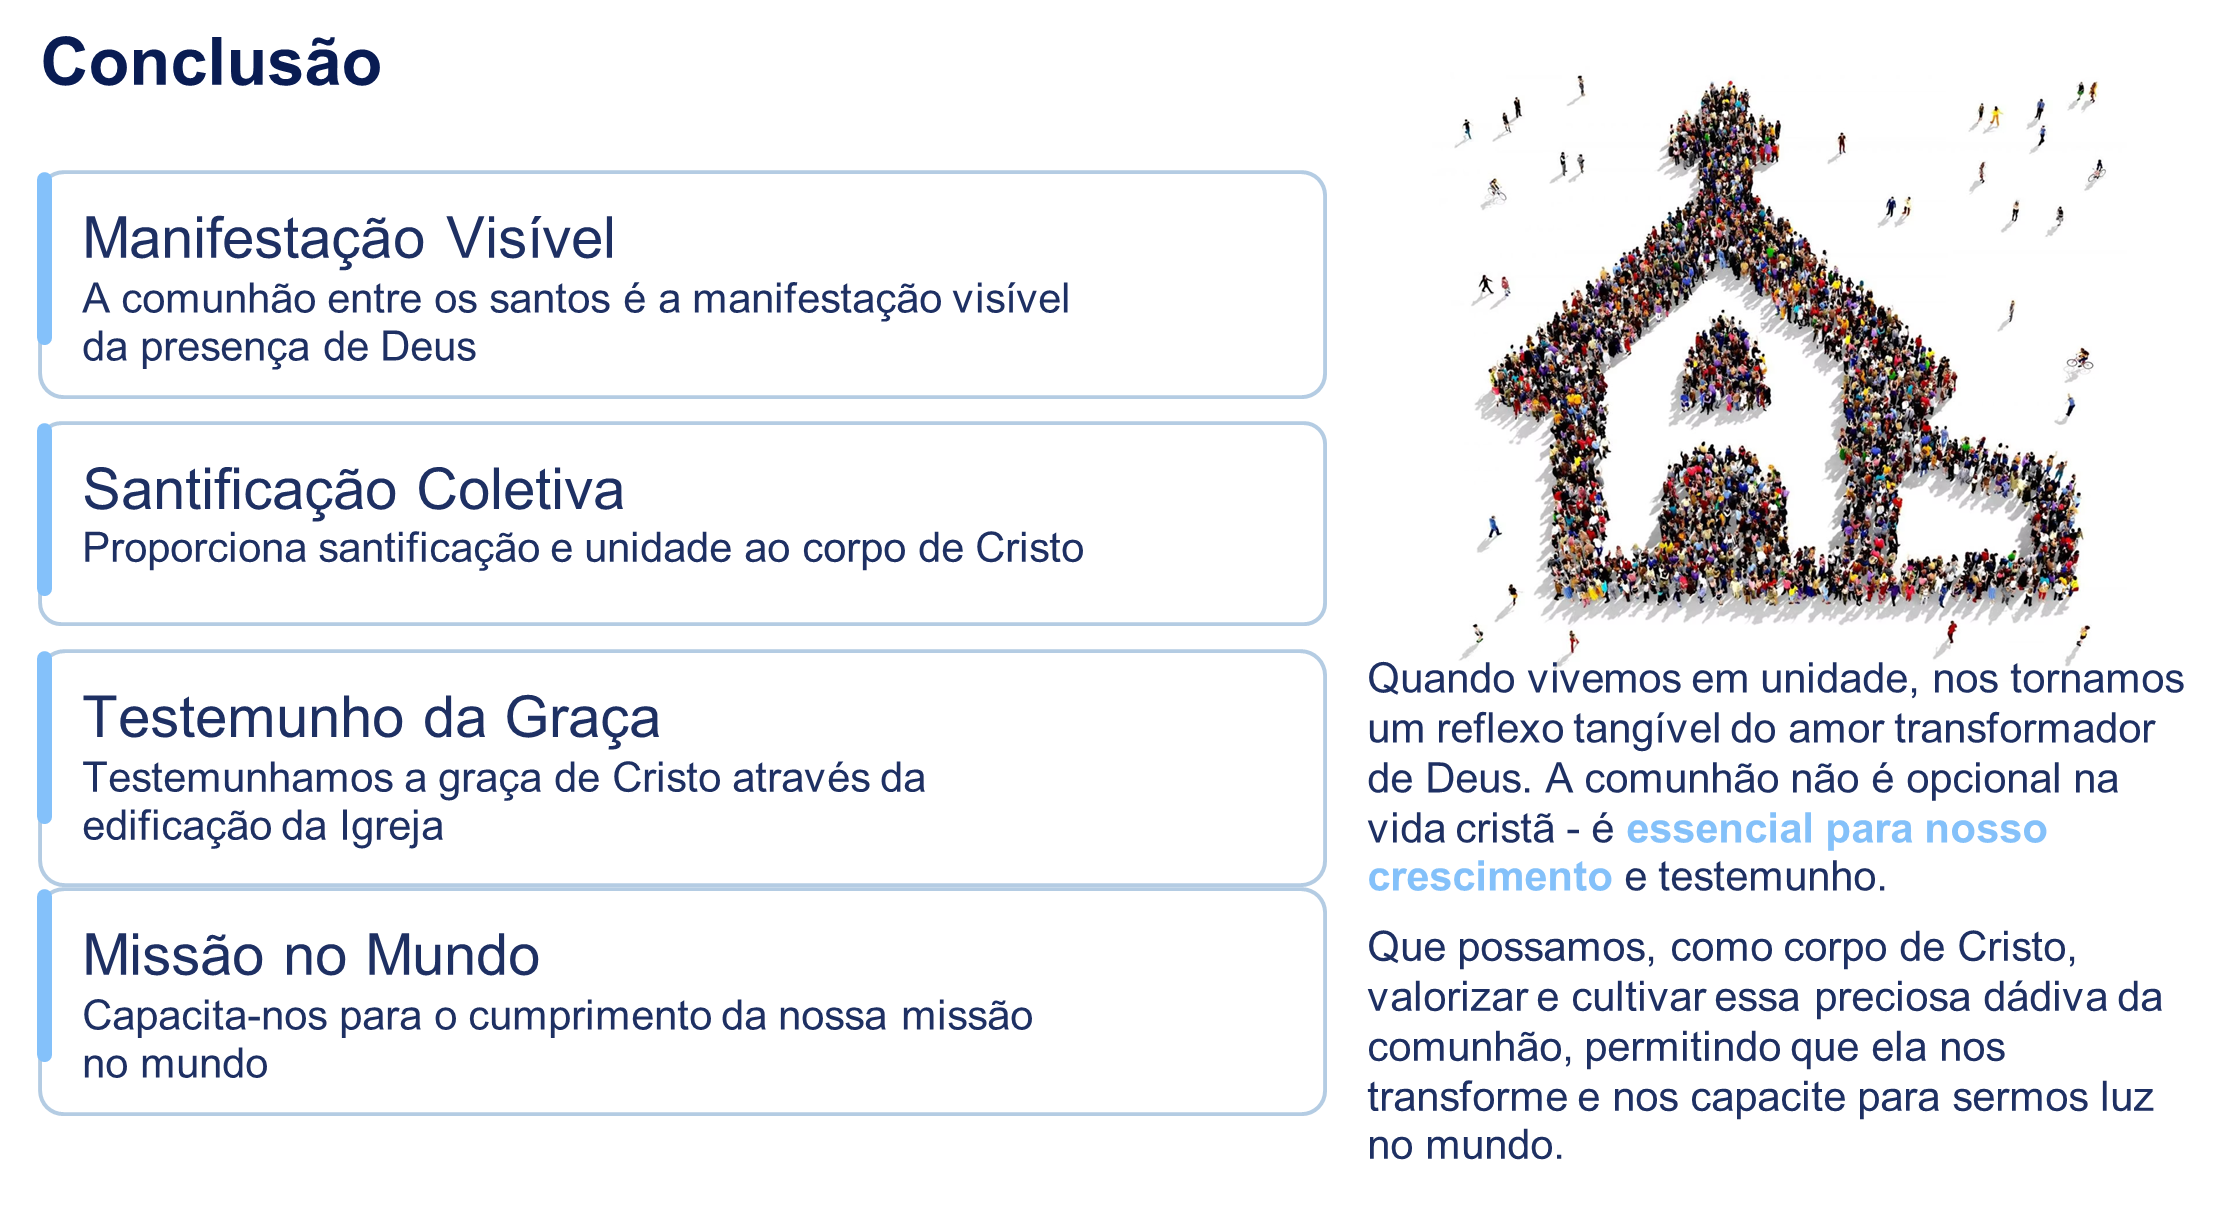 Conclusão
Manifestação Visível
A comunhão entre os santos é a manifestação visível
da presença de Deus
Santificação Coletiva
Proporciona santificação e unidade ao corpo de Cristo
Testemunho da Graça
Testemunhamos a graça de Cristo através da
edificação da Igreja
Missão no Mundo
Capacita-nos para o cumprimento da nossa missão
no mundo
Quando vivemos em unidade, nos tornamos
um reflexo tangível do amor transformador
de Deus. A comunhão não é opcional na
vida cristã - é essencial para nosso
crescimento e testemunho.
Que possamos, como corpo de Cristo,
valorizar e cultivar essa preciosa dádiva da
comunhão, permitindo que ela nos
transforme e nos capacite para sermos luz
no mundo.